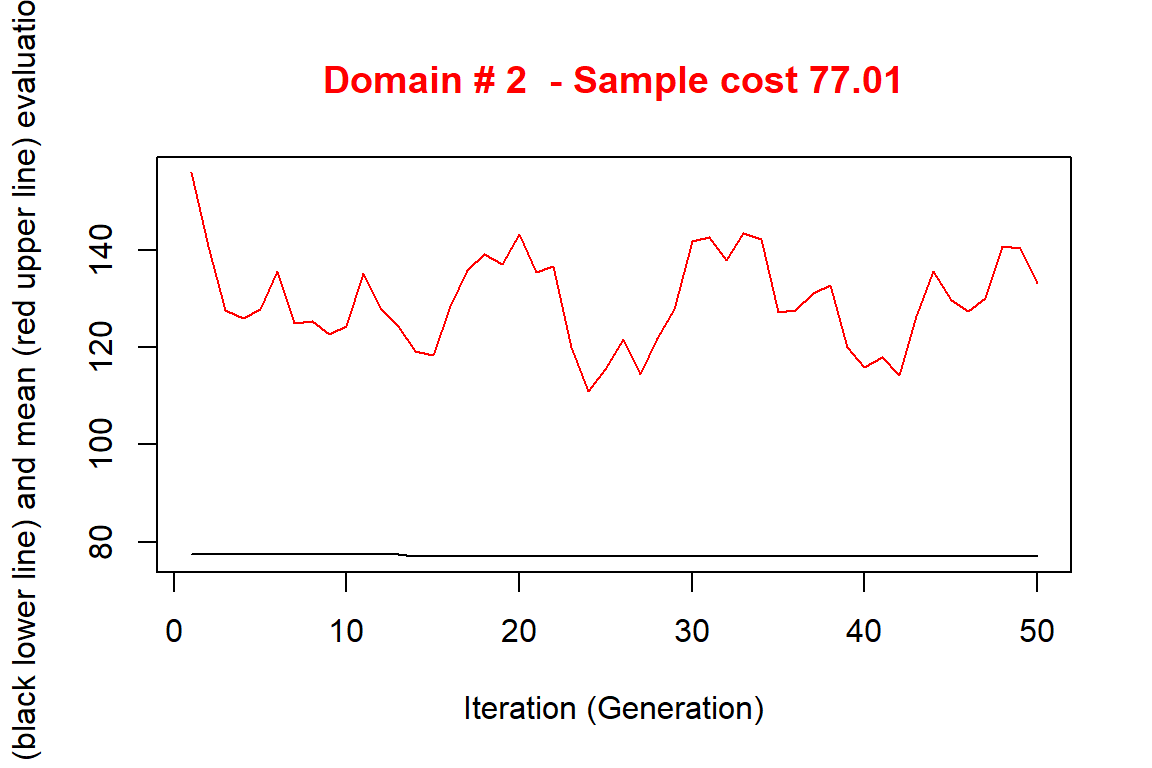 Domain # 2  - Sample cost 77.01
(black lower line) and mean (red upper line) evaluatio
140
120
100
80
0 10 20 30 40 50
Iteration (Generation)